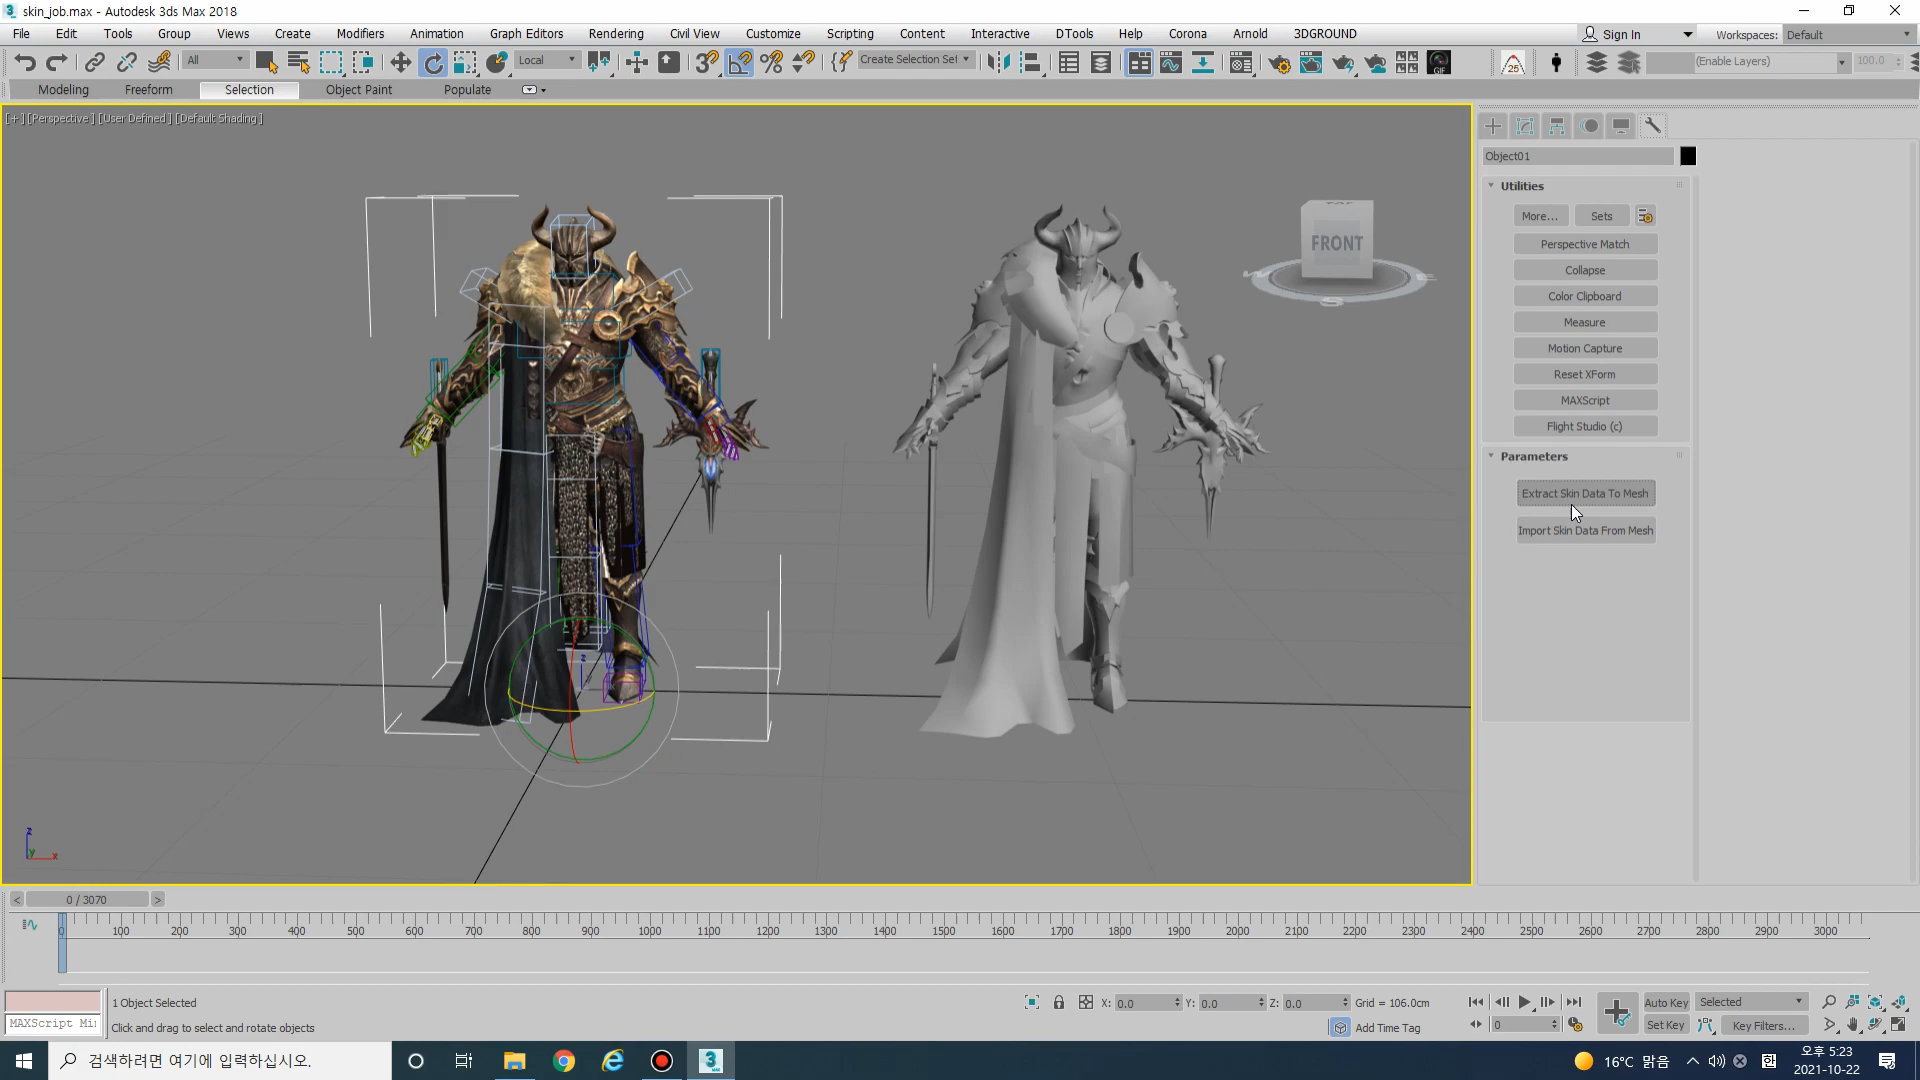 skin_job.max - Autodesk 3ds Max 2018
File Edit Tools Group Views Create Modifiers Animation Graph Editors Rendering Civil View Customize Scripting Content Interactive DTools Help Corona Arnold 3DGROUND Sign In Workspaces: Default
All Local Create Selection Set GIF 25 (Enable Layers) 100.0
Modeling Freeform Selection Object Paint Populate
[+] [Perspective] [User Defined] [Default Shading]
FRONT
Object01
Utilities
More... Sets
Perspective Match
Collapse
Color Clipboard
Measure
Motion Capture
Reset XForm
MAXScript
Flight Studio (c)
Parameters
Extract Skin Data To Mesh
Import Skin Data From Mesh
z
y x
< 0 / 3070 >
0 100 200 300 400 500 600 700 800 900 1000 1100 1200 1300 1400 1500 1600 1700 1800 1900 2000 2100 2200 2300 2400 2500 2600 2700 2800 2900 3000
1 Object Selected X: 0.0 Y: 0.0 Z: 0.0 Grid = 106.0cm Auto Key Selected
MAXScript Mi Click and drag to select and rotate objects Add Time Tag 0 Set Key Key Filters...
검색하려면 여기에 입력하십시오. 16°C 맑음 한 오후 5:23
2021-10-22